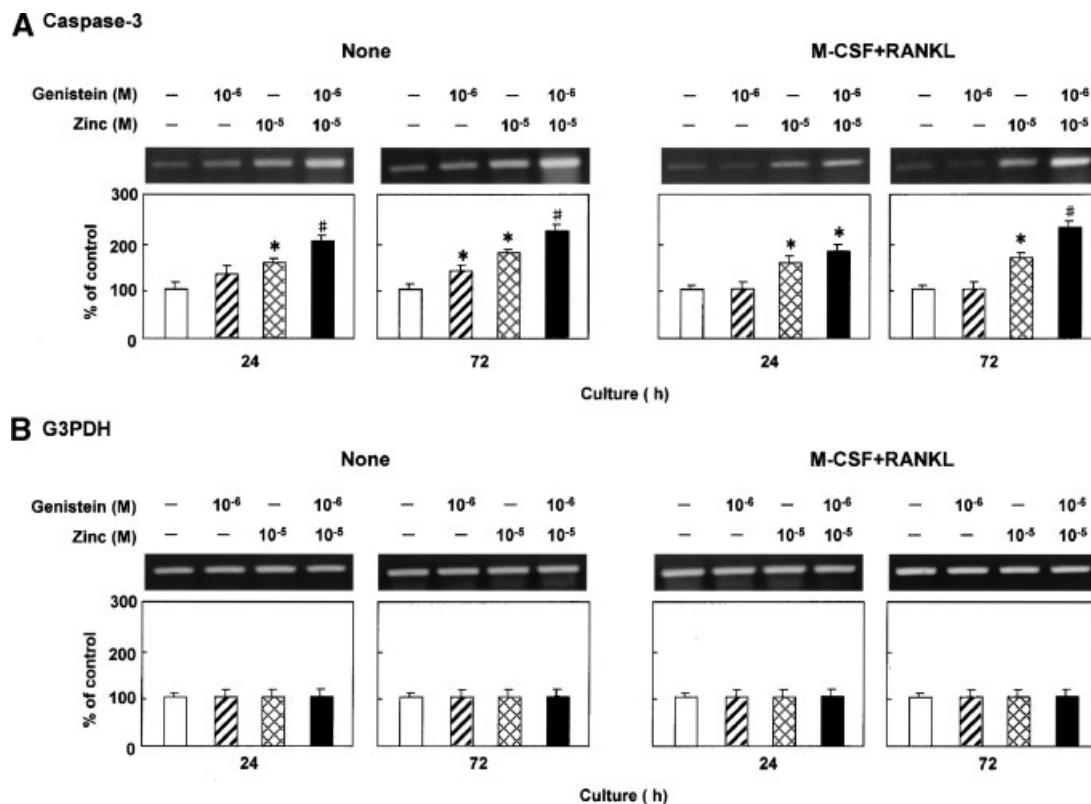 A Caspase-3
None M-CSF+RANKL
Genistein (M) – 10⁻⁶ – 10⁻⁶ – 10⁻⁶ – 10⁻⁶ – 10⁻⁶ – 10⁻⁶ – 10⁻⁶ – 10⁻⁶
Zinc (M) – – 10⁻⁵ 10⁻⁵ – – 10⁻⁵ 10⁻⁵ – – 10⁻⁵ 10⁻⁵ – – 10⁻⁵ 10⁻⁵
300
200
100
0
% of control
* #
* * #
* *
* #
24 72 24 72
Culture ( h)
B G3PDH
None M-CSF+RANKL
Genistein (M) – 10⁻⁶ – 10⁻⁶ – 10⁻⁶ – 10⁻⁶ – 10⁻⁶ – 10⁻⁶ – 10⁻⁶ – 10⁻⁶
Zinc (M) – – 10⁻⁵ 10⁻⁵ – – 10⁻⁵ 10⁻⁵ – – 10⁻⁵ 10⁻⁵ – – 10⁻⁵ 10⁻⁵
300
200
100
0
% of control
24 72 24 72
Culture ( h)